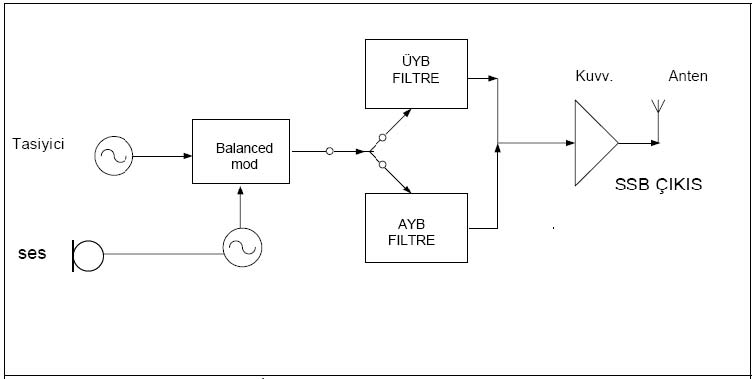 ÜYB
FILTRE
Kuvv.
Anten
Tasiyici
Balanced
mod
SSB ÇIKIS
AYB
FILTRE
ses